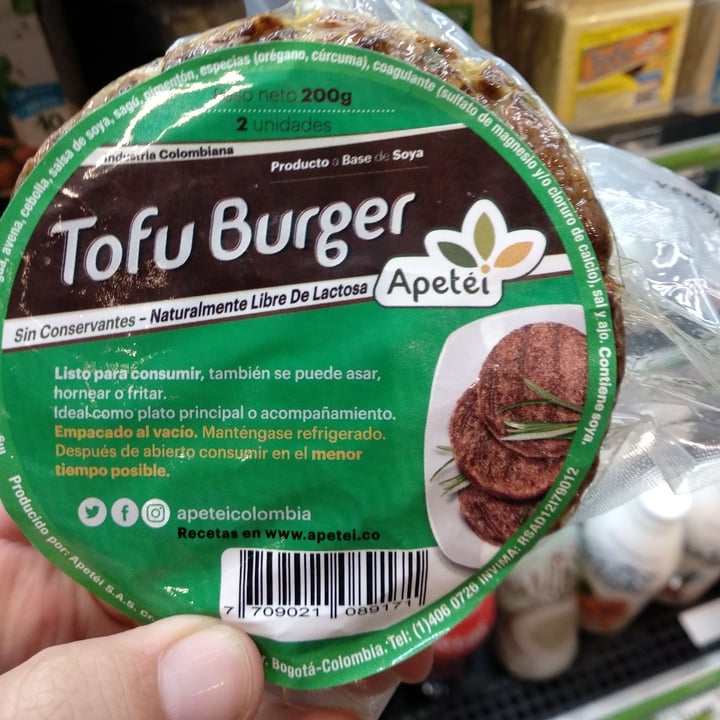 avena, cebolla, salsa de soya, sagú, pimentón, especias (orégano, cúrcuma), coagulante (sulfato de magnesio y/o cloruro de calcio), sal y ajo. Contiene soya.
Peso neto 200g
2 unidades
Industria Colombiana
Producto a Base de Soya
Tofu Burger
Apetéi
Sin Conservantes – Naturalmente Libre De Lactosa
Listo para consumir, también se puede asar,
hornear o fritar.
Ideal como plato principal o acompañamiento.
Empacado al vacío. Manténgase refrigerado.
Después de abierto consumir en el menor
tiempo posible.
apeteicolombia
Recetas en www.apetei.co
7 709021 089171
Producido por: Apetéi S.A.S.
Bogotá-Colombia. Tel: (1)406 0726 INVIMA: RSAD12I79012
Tofu